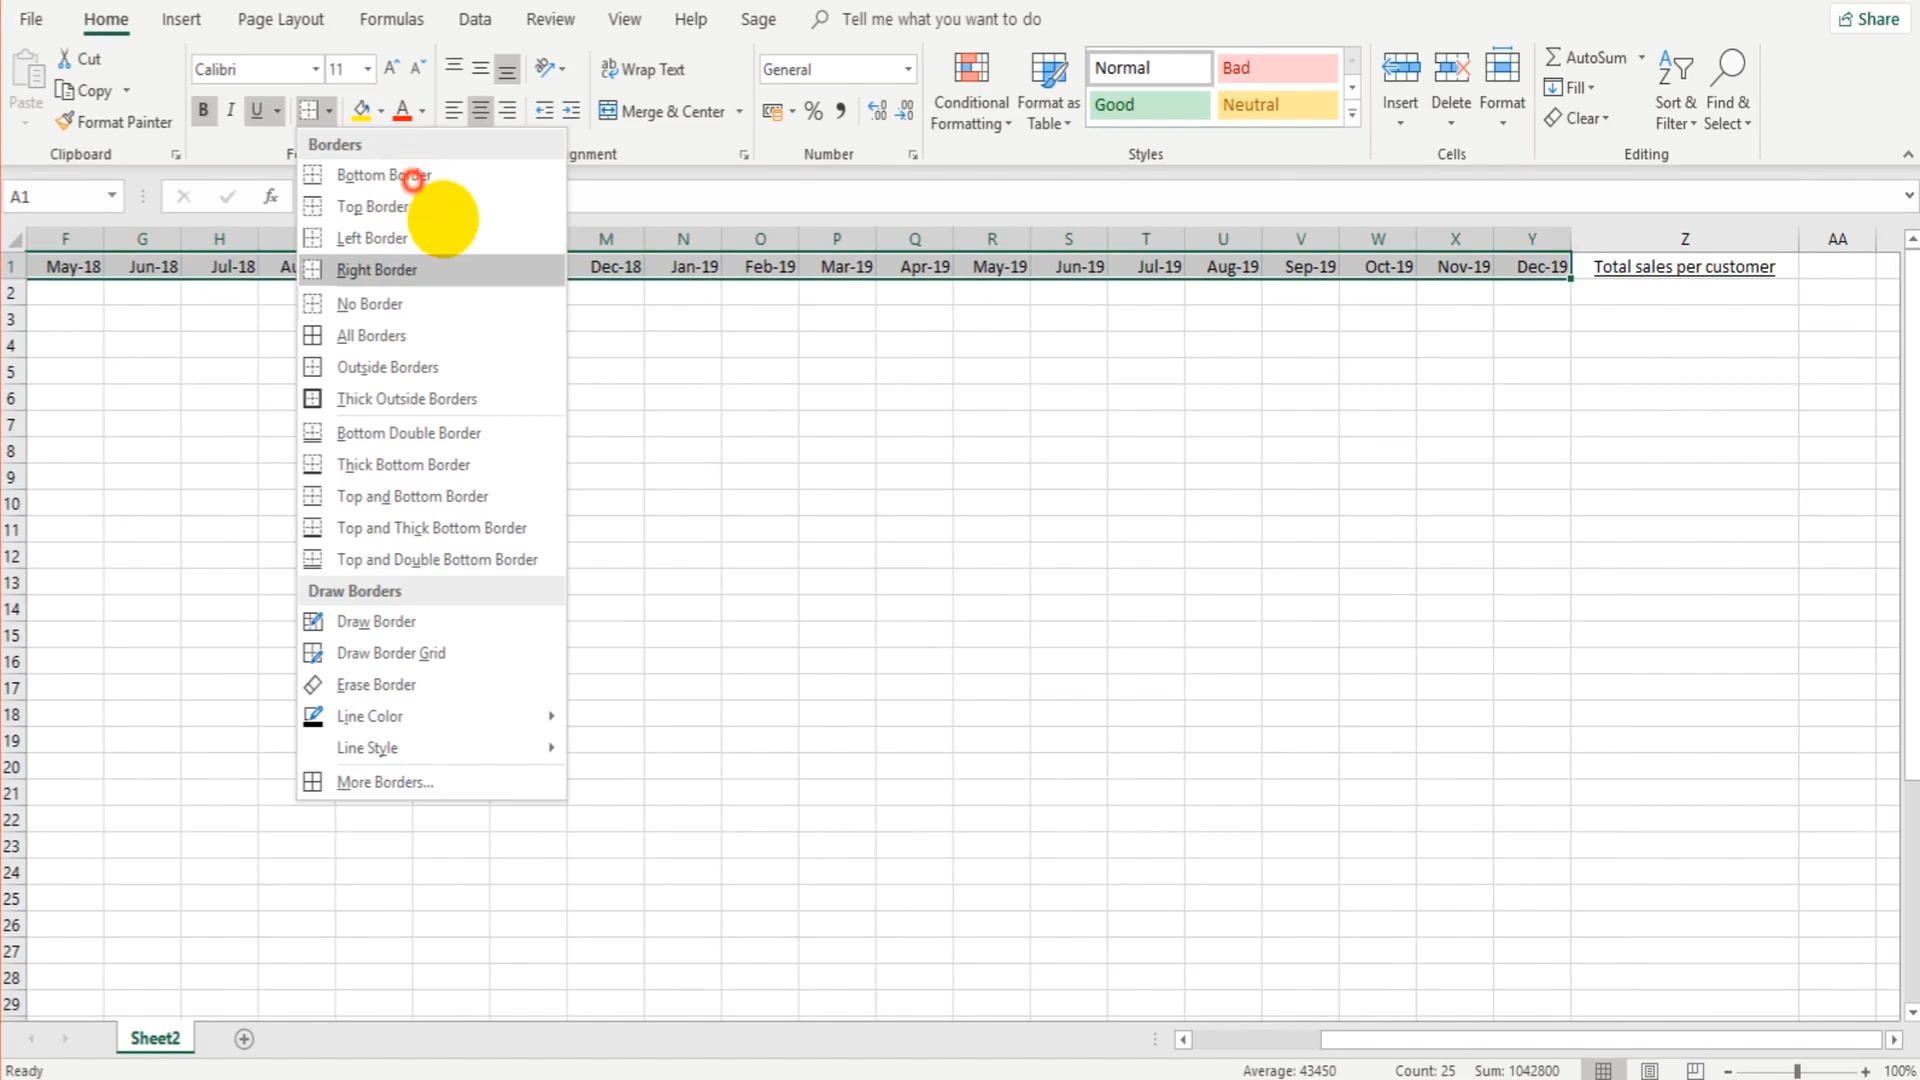 File Home Insert Page Layout Formulas Data Review View Help Sage Tell me what you want to do Share
Paste
Cut
Copy
Format Painter
Clipboard
Calibri 11
B I U
Wrap Text
Merge & Center
General
Number
Conditional
Formatting
Format as
Table
Normal Bad
Good Neutral
Styles
Insert Delete Format
Cells
AutoSum
Fill
Clear
Sort &
Filter
Find &
Select
Editing
A1 fx
Borders
Bottom Border
Top Border
Left Border
Right Border
No Border
All Borders
Outside Borders
Thick Outside Borders
Bottom Double Border
Thick Bottom Border
Top and Bottom Border
Top and Thick Bottom Border
Top and Double Bottom Border
Draw Borders
Draw Border
Draw Border Grid
Erase Border
Line Color
Line Style
More Borders...
F G H M N O P Q R S T U V W X Y Z AA
1 May-18 Jun-18 Jul-18 Dec-18 Jan-19 Feb-19 Mar-19 Apr-19 May-19 Jun-19 Jul-19 Aug-19 Sep-19 Oct-19 Nov-19 Dec-19 Total sales per customer
2
3
4
5
6
7
8
9
10
11
12
13
14
15
16
17
18
19
20
21
22
23
24
25
26
27
28
29
Sheet2
Ready Average: 43450 Count: 25 Sum: 1042800 100%